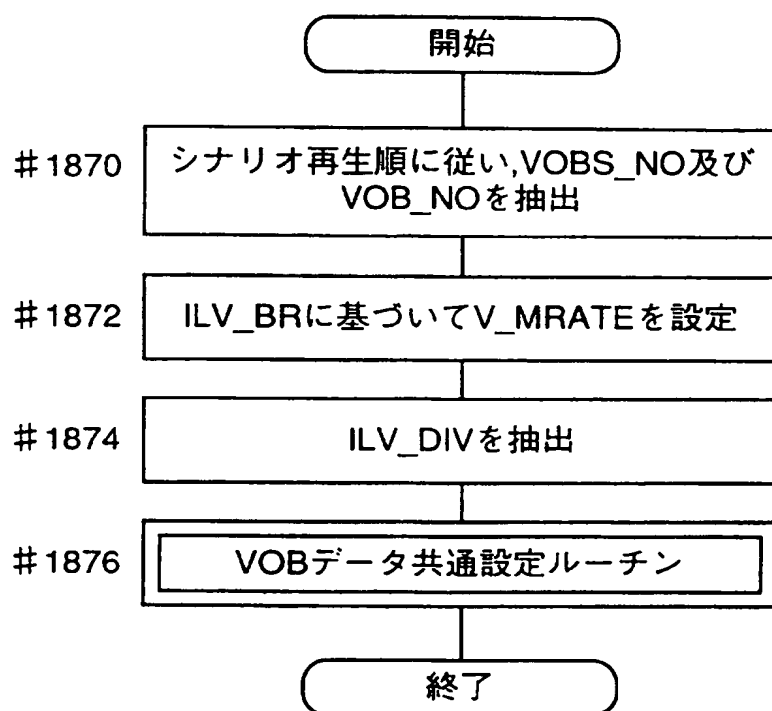 開始
#1870
シナリオ再生順に従い,VOBS_NO及び
VOB_NOを抽出
#1872
ILV_BRに基づいてV_MRATEを設定
#1874
ILV_DIVを抽出
#1876
VOBデータ共通設定ルーチン
終了